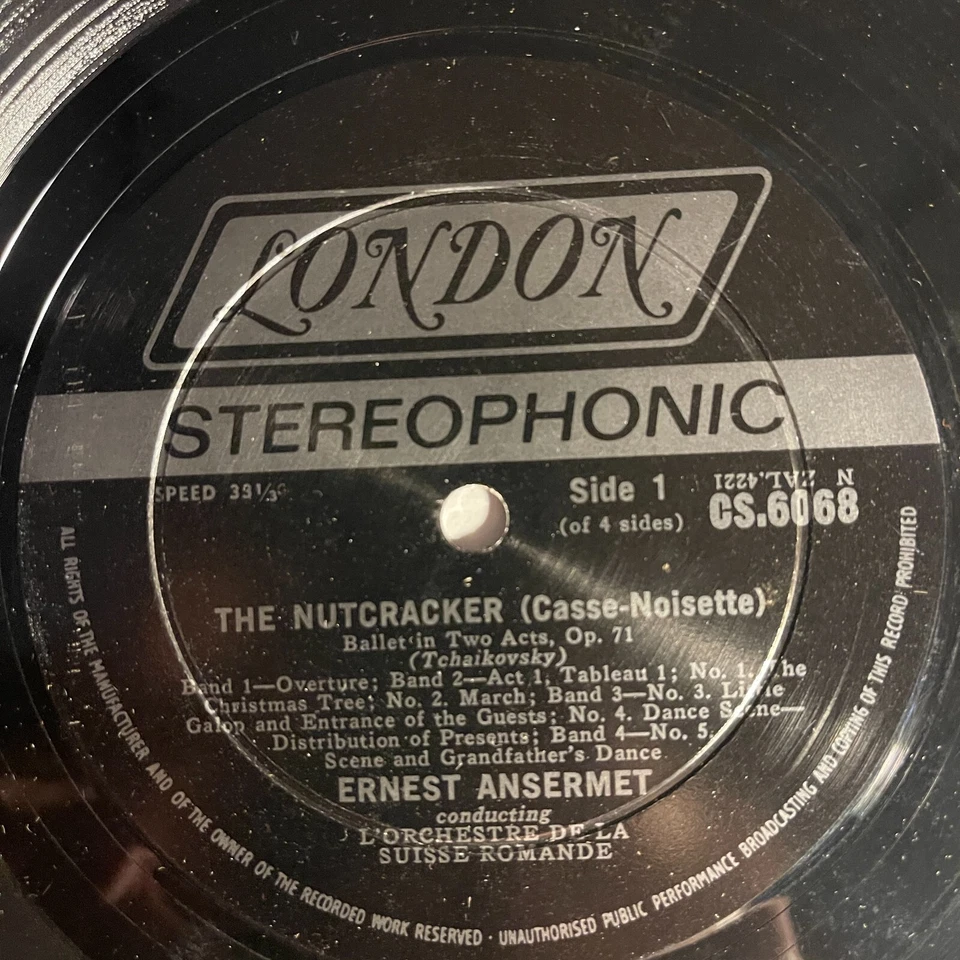 LONDON
STEREOPHONIC
SPEED 33⅓
Side 1
(of 4 sides)
N
ZAL.4221
CS.6068
THE NUTCRACKER (Casse-Noisette)
Ballet in Two Acts, Op. 71
(Tchaikovsky)
Band 1—Overture; Band 2—Act 1, Tableau 1; No. 1. The
Christmas Tree; No. 2. March; Band 3—No. 3. Little
Galop and Entrance of the Guests; No. 4. Dance Scene—
Distribution of Presents; Band 4—No. 5.
Scene and Grandfather's Dance
ERNEST ANSERMET
conducting
L'ORCHESTRE DE LA
SUISSE ROMANDE
ALL RIGHTS OF THE MANUFACTURER AND OF THE OWNER OF THE RECORDED WORK RESERVED · UNAUTHORISED PUBLIC PERFORMANCE BROADCASTING AND COPYING OF THIS RECORD PROHIBITED